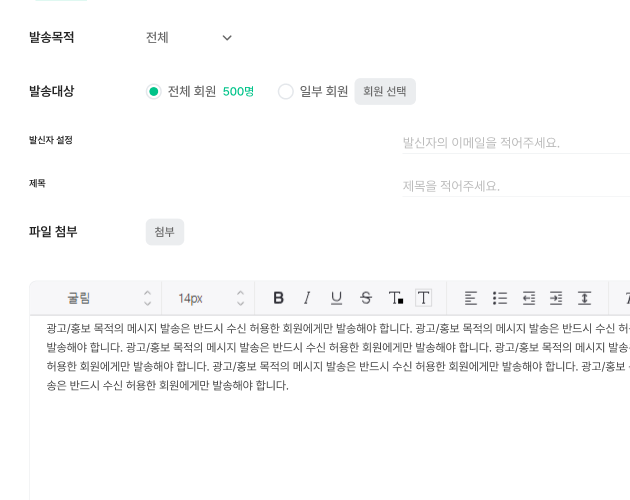 발송목적 전체
발송대상 전체 회원 500명 일부 회원 회원 선택
발신자 설정 발신자의 이메일을 적어주세요.
제목 제목을 적어주세요.
파일 첨부 첨부
굴림 14px B I U S T T
광고/홍보 목적의 메시지 발송은 반드시 수신 허용한 회원에게만 발송해야 합니다. 광고/홍보 목적의 메시지 발송은 반드시 수신 허
발송해야 합니다. 광고/홍보 목적의 메시지 발송은 반드시 수신 허용한 회원에게만 발송해야 합니다. 광고/홍보 목적의 메시지 발송
허용한 회원에게만 발송해야 합니다. 광고/홍보 목적의 메시지 발송은 반드시 수신 허용한 회원에게만 발송해야 합니다. 광고/홍보
송은 반드시 수신 허용한 회원에게만 발송해야 합니다.